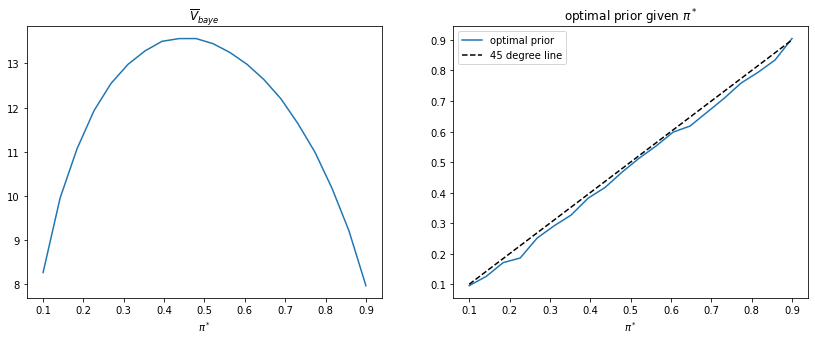 V̅_baye
13
12
11
10
9
8
0.1 0.2 0.3 0.4 0.5 0.6 0.7 0.8 0.9
π*
optimal prior given π*
optimal prior
45 degree line
0.9
0.8
0.7
0.6
0.5
0.4
0.3
0.2
0.1
0.1 0.2 0.3 0.4 0.5 0.6 0.7 0.8 0.9
π*